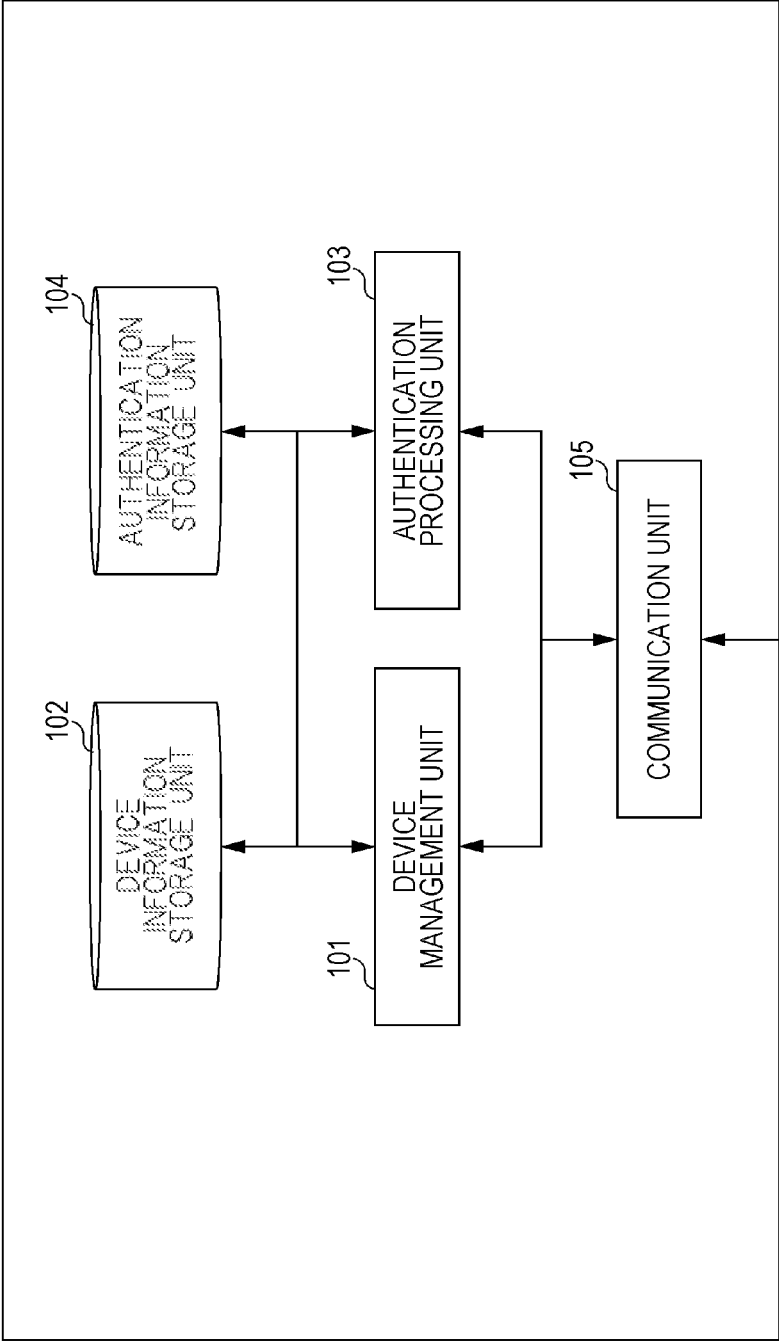 102
DEVICE
INFORMATION
STORAGE UNIT
104
AUTHENTICATION
INFORMATION
STORAGE UNIT
101
DEVICE
MANAGEMENT UNIT
103
AUTHENTICATION
PROCESSING UNIT
105
COMMUNICATION UNIT